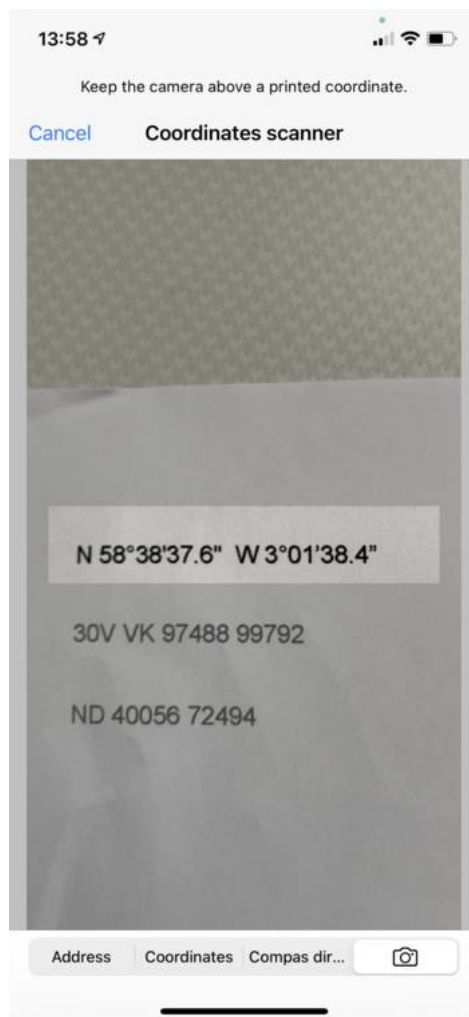 13:58
Keep the camera above a printed coordinate.
Cancel Coordinates scanner
N 58°38'37.6" W 3°01'38.4"
30V VK 97488 99792
ND 40056 72494
Address Coordinates Compas dir...